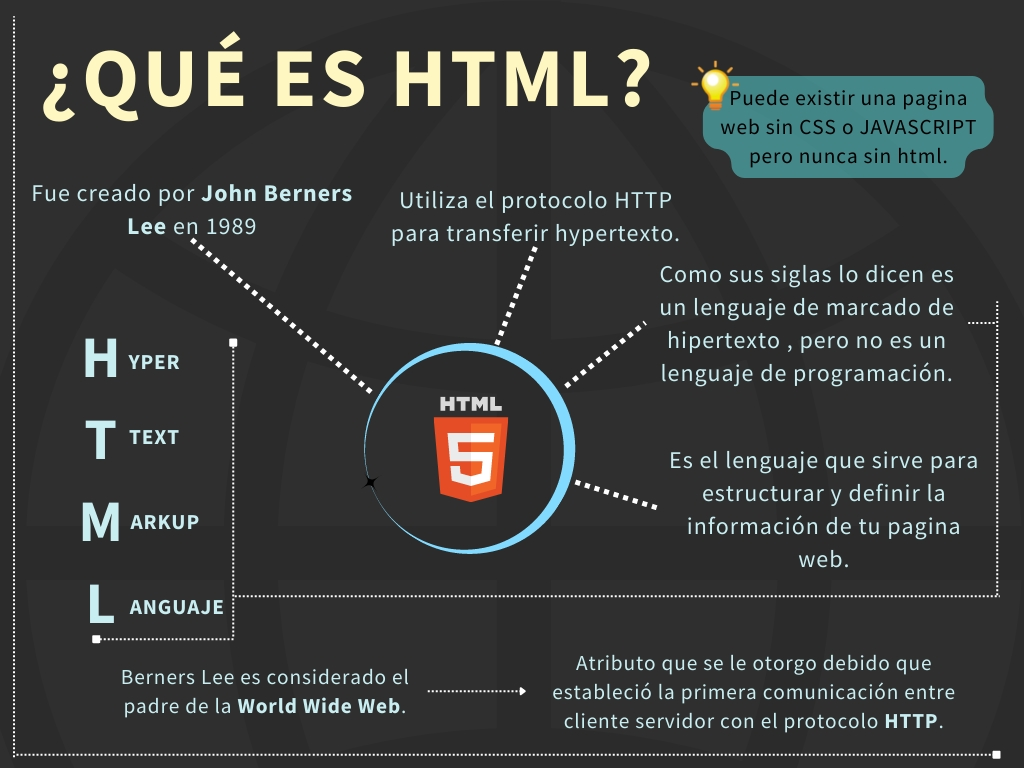 ¿QUÉ ES HTML?
Puede existir una pagina
web sin CSS o JAVASCRIPT
pero nunca sin html.
Fue creado por John Berners
Lee en 1989
Utiliza el protocolo HTTP
para transferir hypertexto.
Como sus siglas lo dicen es
un lenguaje de marcado de
hipertexto , pero no es un
lenguaje de programación.
HYPER
TEXT
MARKUP
LANGUAJE
HTML
5
Es el lenguaje que sirve para
estructurar y definir la
información de tu pagina
web.
Berners Lee es considerado el
padre de la World Wide Web.
Atributo que se le otorgo debido que
estableció la primera comunicación entre
cliente servidor con el protocolo HTTP.